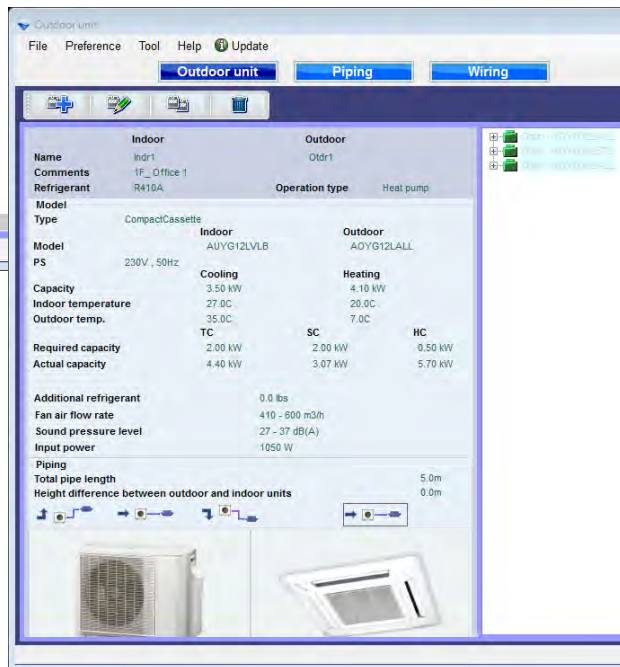 Outdoor unit
File Preference Tool Help Update
Outdoor unit Piping Wiring
Indoor Outdoor
Name Indr1 Otdr1
Comments 1F_ Office 1
Refrigerant R410A Operation type Heat pump
Model
Type CompactCassette
Indoor Outdoor
Model AUYG12LVLB AOYG12LALL
PS 230V , 50Hz
Cooling Heating
Capacity 3.50 kW 4.10 kW
Indoor temperature 27.0C 20.0C
Outdoor temp. 35.0C 7.0C
TC SC HC
Required capacity 2.00 kW 2.00 kW 0.50 kW
Actual capacity 4.40 kW 3.07 kW 5.70 kW
Additional refrigerant 0.0 lbs
Fan air flow rate 410 - 600 m3/h
Sound pressure level 27 - 37 dB(A)
Input power 1050 W
Piping
Total pipe length 5.0m
Height difference between outdoor and indoor units 0.0m